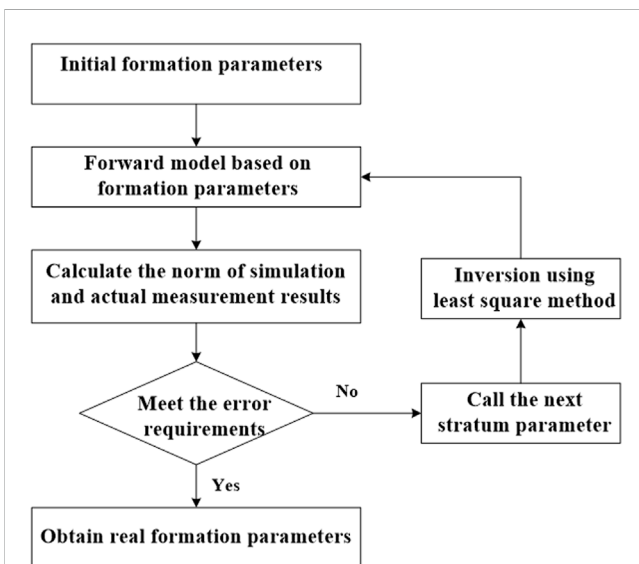 Initial formation parameters
Forward model based on
formation parameters
Calculate the norm of simulation
and actual measurement results
Inversion using
least square method
Meet the error
requirements
No
Call the next
stratum parameter
Yes
Obtain real formation parameters